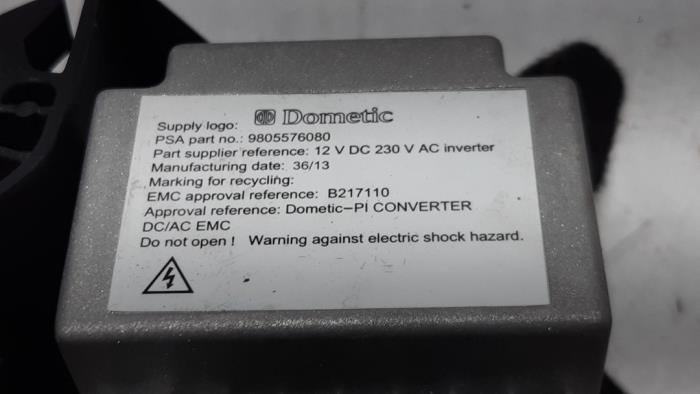 Supply logo: Dometic
PSA part no.: 9805576080
Part supplier reference: 12 V DC 230 V AC inverter
Manufacturing date: 36/13
Marking for recycling:
EMC approval reference: B217110
Approval reference: Dometic-PI CONVERTER
DC/AC EMC
Do not open ! Warning against electric shock hazard.